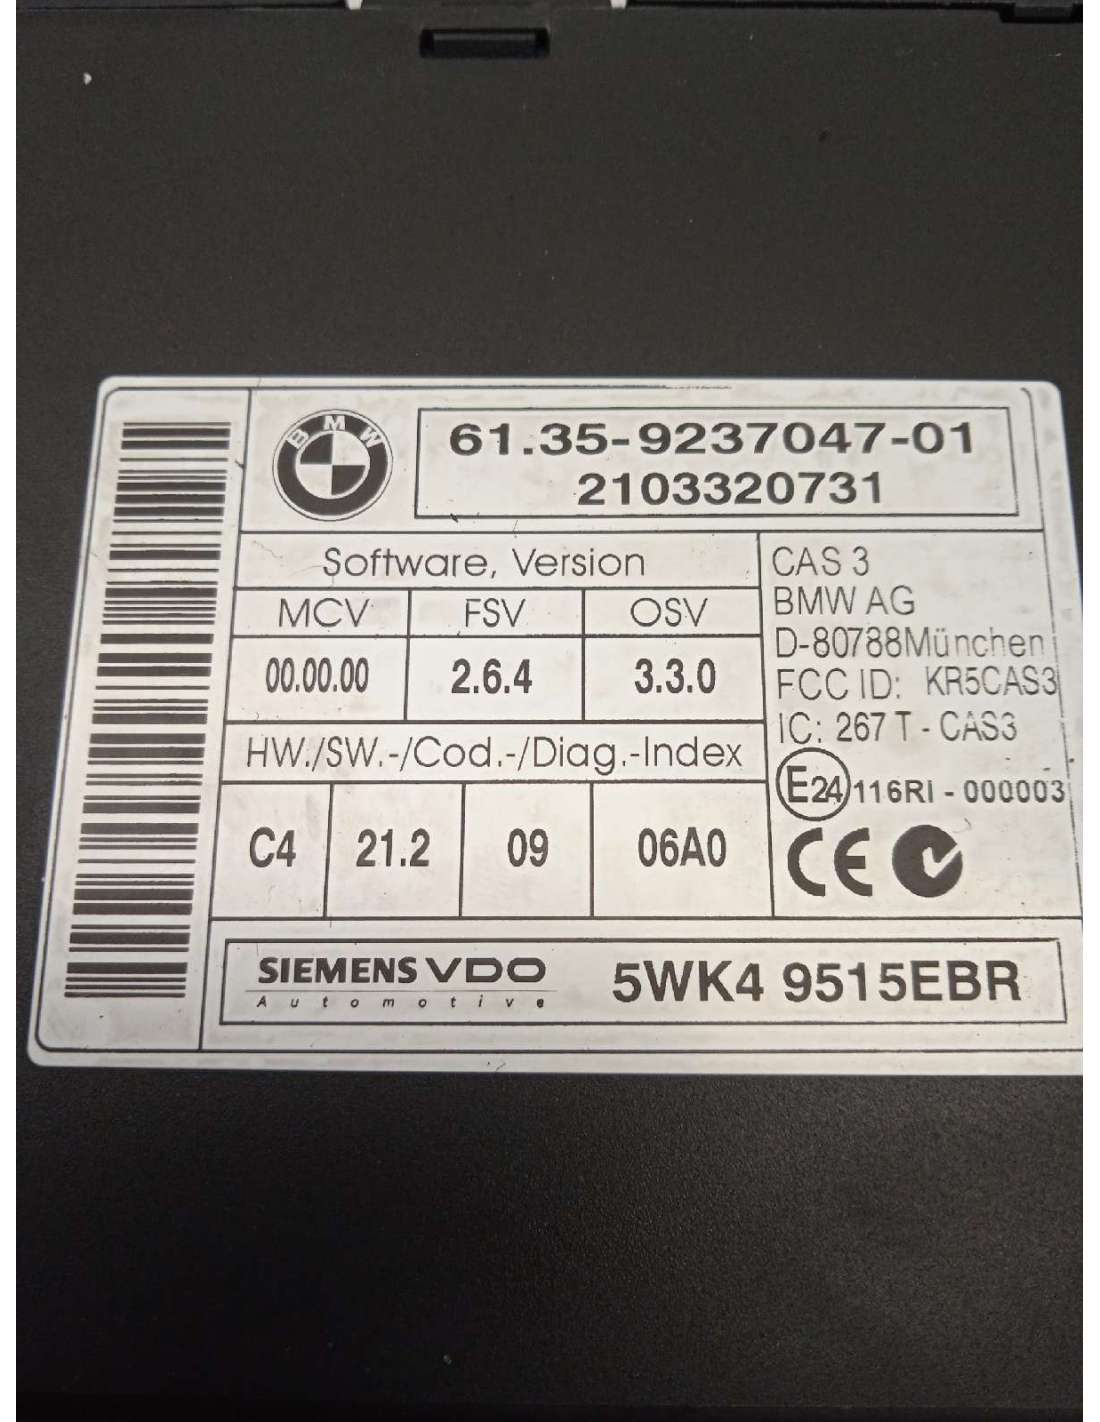 BMW
61.35-9237047-01
2103320731
Software, Version
MCV FSV OSV
00.00.00 2.6.4 3.3.0
HW./SW.-/Cod.-/Diag.-Index
C4 21.2 09 06A0
CAS 3
BMW AG
D-80788München
FCC ID: KR5CAS3
IC: 267 T - CAS3
E24 116RI - 000003
CE
SIEMENS VDO
Automotive
5WK4 9515EBR